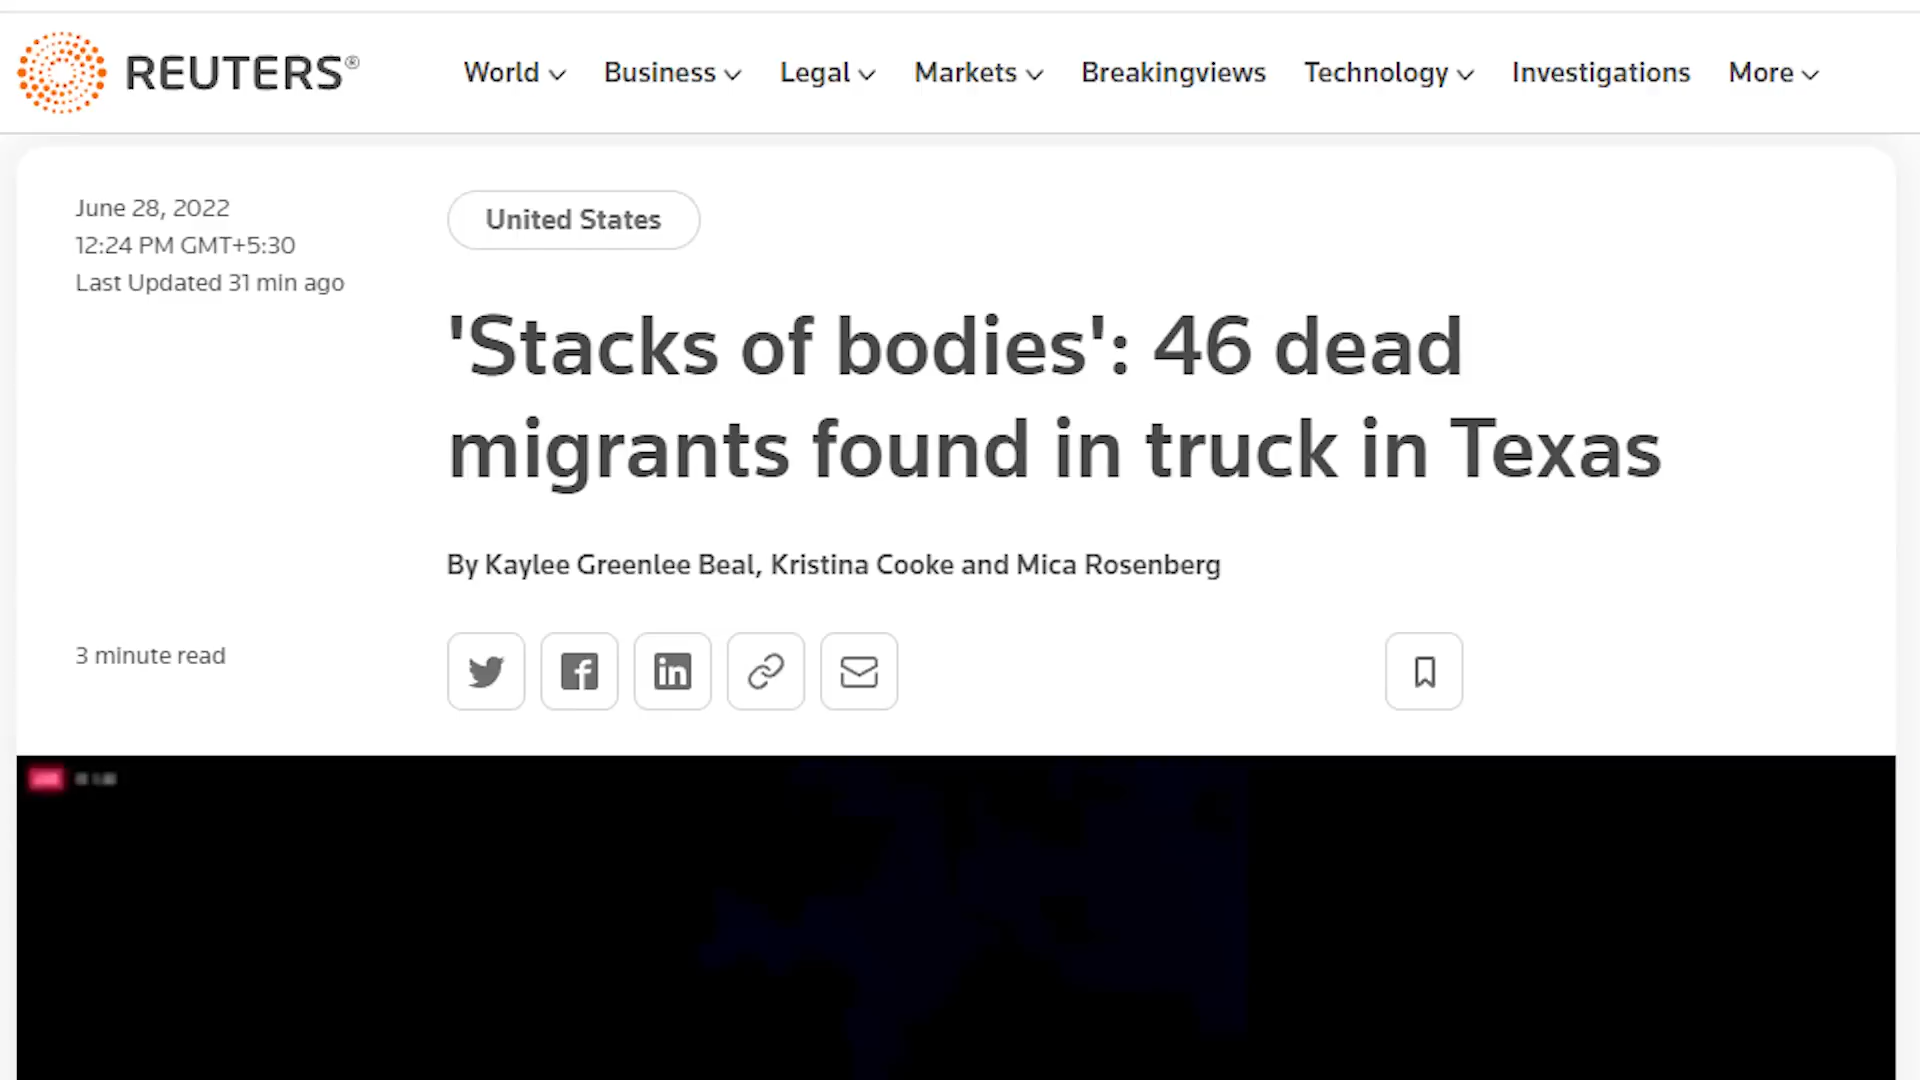 REUTERS®
World Business Legal Markets Breakingviews Technology Investigations More
June 28, 2022
12:24 PM GMT+5:30
Last Updated 31 min ago
United States
'Stacks of bodies': 46 dead
migrants found in truck in Texas
By Kaylee Greenlee Beal, Kristina Cooke and Mica Rosenberg
3 minute read